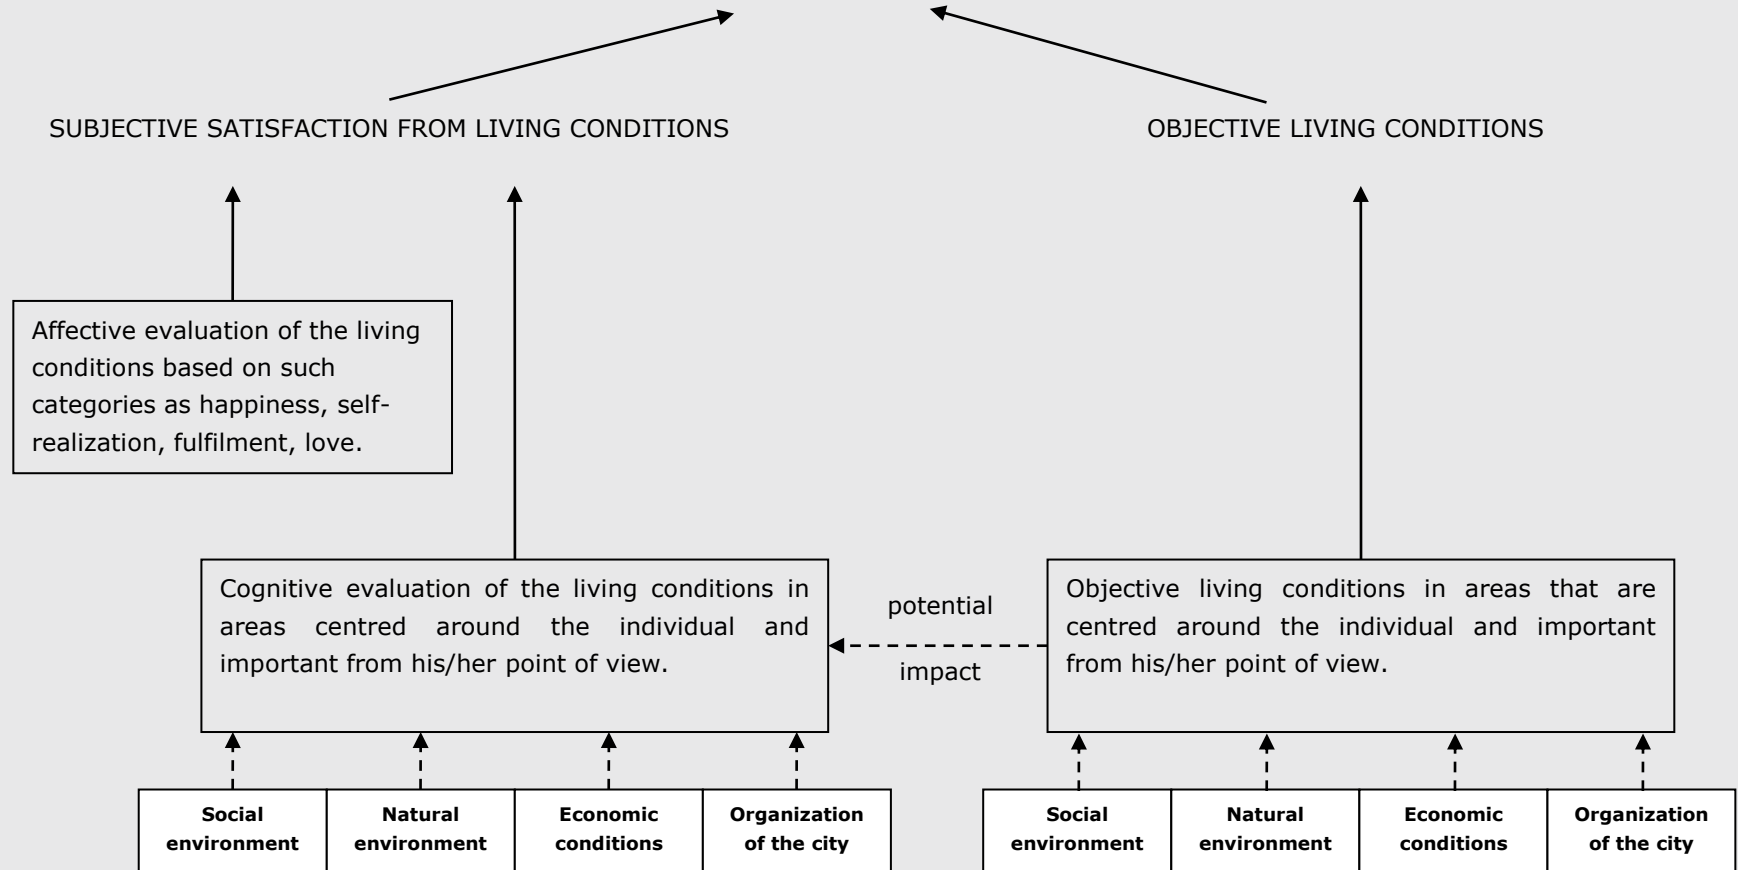 SUBJECTIVE SATISFACTION FROM LIVING CONDITIONS
OBJECTIVE LIVING CONDITIONS
Affective evaluation of the living
conditions based on such
categories as happiness, self-
realization, fulfilment, love.
Cognitive evaluation of the living conditions in
areas centred around the individual and
important from his/her point of view.
potential
impact
Objective living conditions in areas that are
centred around the individual and important
from his/her point of view.
Social
environment
Natural
environment
Economic
conditions
Organization
of the city
Social
environment
Natural
environment
Economic
conditions
Organization
of the city